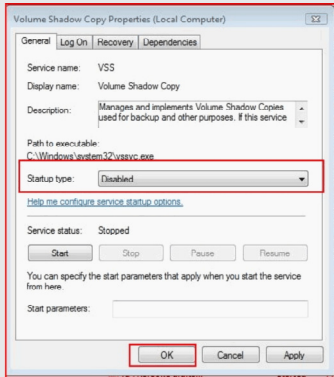 Volume Shadow Copy Properties (Local Computer)
General Log On Recovery Dependencies
Service name: VSS
Display name: Volume Shadow Copy
Description: Manages and implements Volume Shadow Copies
used for backup and other purposes. If this service
Path to executable:
C:\Windows\system32\vssvc.exe
Startup type: Disabled
Help me configure service startup options.
Service status: Stopped
Start Stop Pause Resume
You can specify the start parameters that apply when you start the service
from here.
Start parameters:
OK Cancel Apply